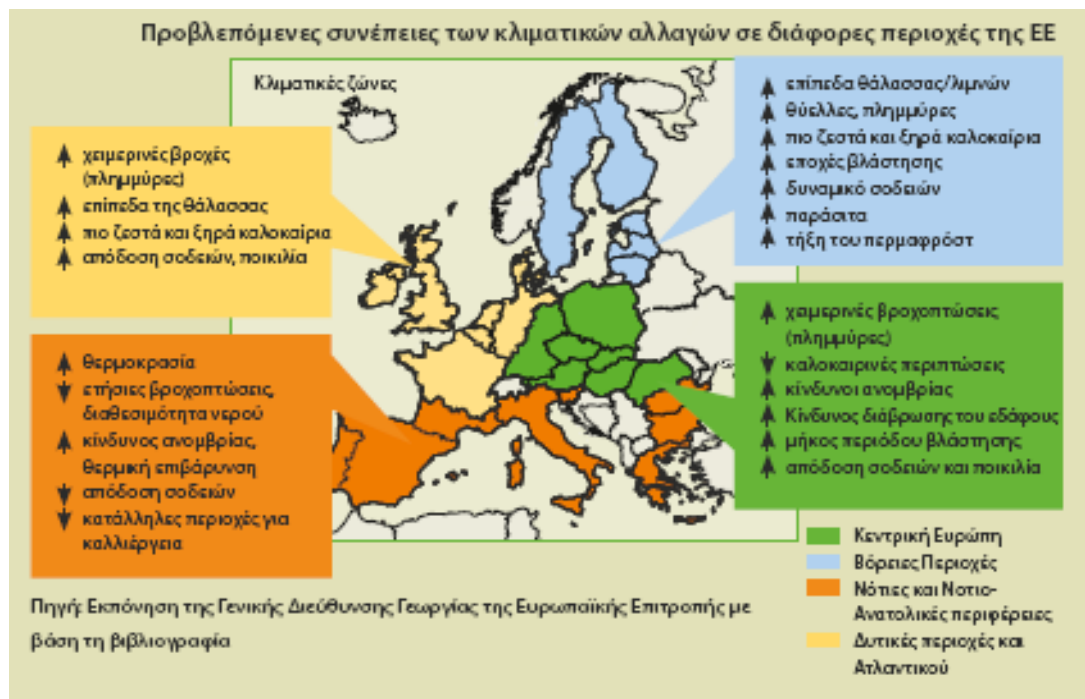 Προβλεπόμενες συνέπειες των κλιματικών αλλαγών σε διάφορες περιοχές της ΕΕ
Κλιματικές ζώνες
χειμερινές βροχές
(πλημμύρες)
επίπεδα της θάλασσας
πιο ζεστά και ξηρά καλοκαίρια
απόδοση σοδειών, ποικιλία
επίπεδα θάλασσας/λιμνών
θύελλες, πλημμύρες
πιο ζεστά και ξηρά καλοκαίρια
εποχές βλάστησης
δυναμικό σοδειών
παράσιτα
τήξη του περμαφρόστ
θερμοκρασία
ετήσιες βροχοπτώσεις,
διαθεσιμότητα νερού
κίνδυνος ανομβρίας,
θερμική επιβάρυνση
απόδοση σοδειών
κατάλληλες περιοχές για
καλλιέργεια
χειμερινές βροχοπτώσεις
(πλημμύρες)
καλοκαιρινές περιπτώσεις
κίνδυνοι ανομβρίας
Κίνδυνος διάβρωσης του εδάφους
μήκος περιόδου βλάστησης
απόδοση σοδειών και ποικιλία
Κεντρική Ευρώπη
Βόρειες Περιοχές
Νότιες και Νοτιο-
Ανατολικές περιφέρειες
Δυτικές περιοχές και
Ατλαντικού
Πηγή: Εκπόνηση της Γενικής Διεύθυνσης Γεωργίας της Ευρωπαϊκής Επιτροπής με
βάση τη βιβλιογραφία